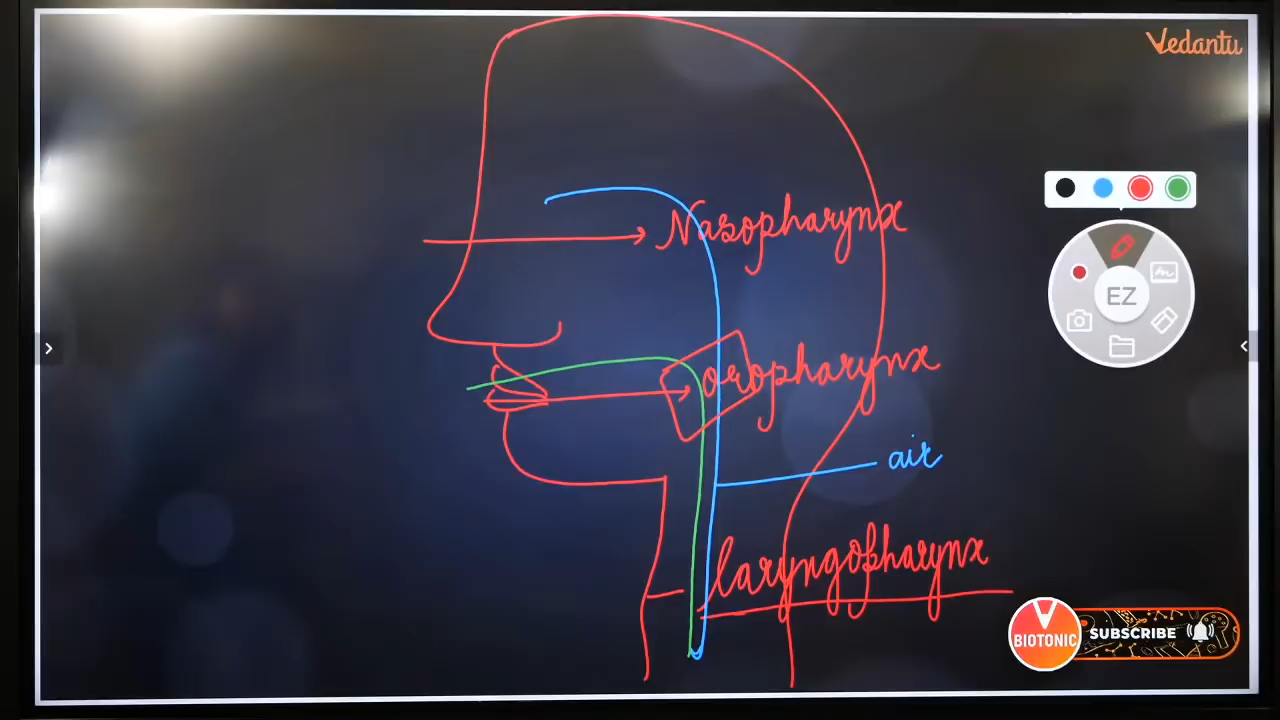 Vedantu
Nasopharynx
EZ
oropharynx
air
laryngopharynx
BIOTONIC
SUBSCRIBE